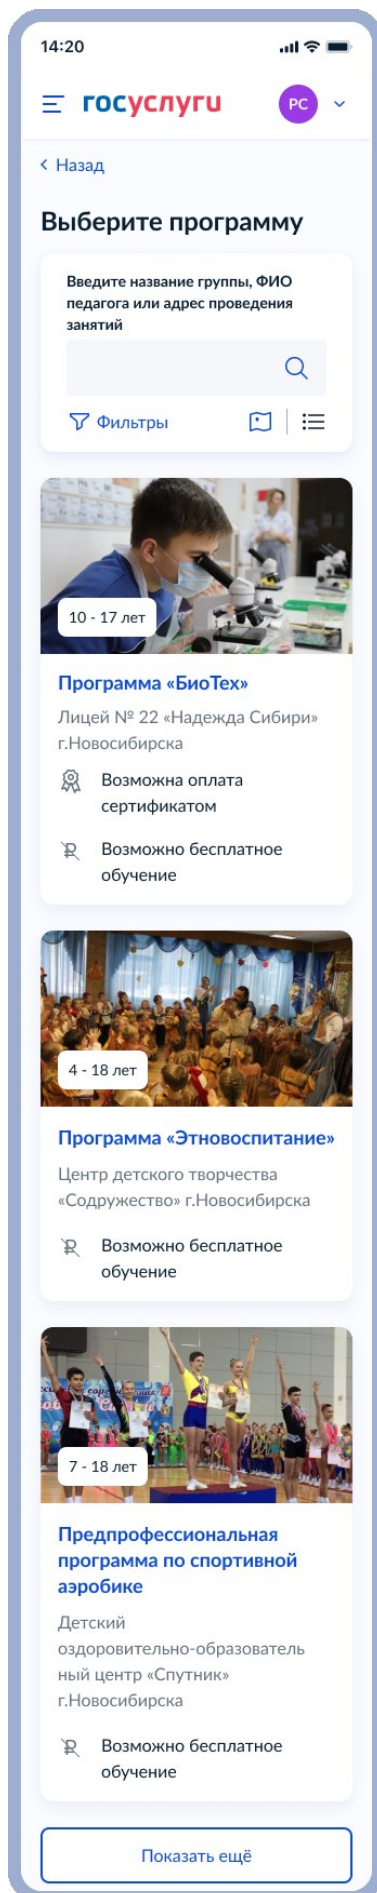 14:20
госуслуги
РС
Назад
Выберите программу
Введите название группы, ФИО
педагога или адрес проведения
занятий
Фильтры
10 - 17 лет
Программа «БиоТех»
Лицей № 22 «Надежда Сибири»
г.Новосибирска
Возможна оплата
сертификатом
Возможно бесплатное
обучение
4 - 18 лет
Программа «Этновоспитание»
Центр детского творчества
«Содружество» г.Новосибирска
Возможно бесплатное
обучение
7 - 18 лет
Предпрофессиональная
программа по спортивной
аэробике
Детский
оздоровительно-образователь
ный центр «Спутник»
г.Новосибирска
Возможно бесплатное
обучение
Показать ещё